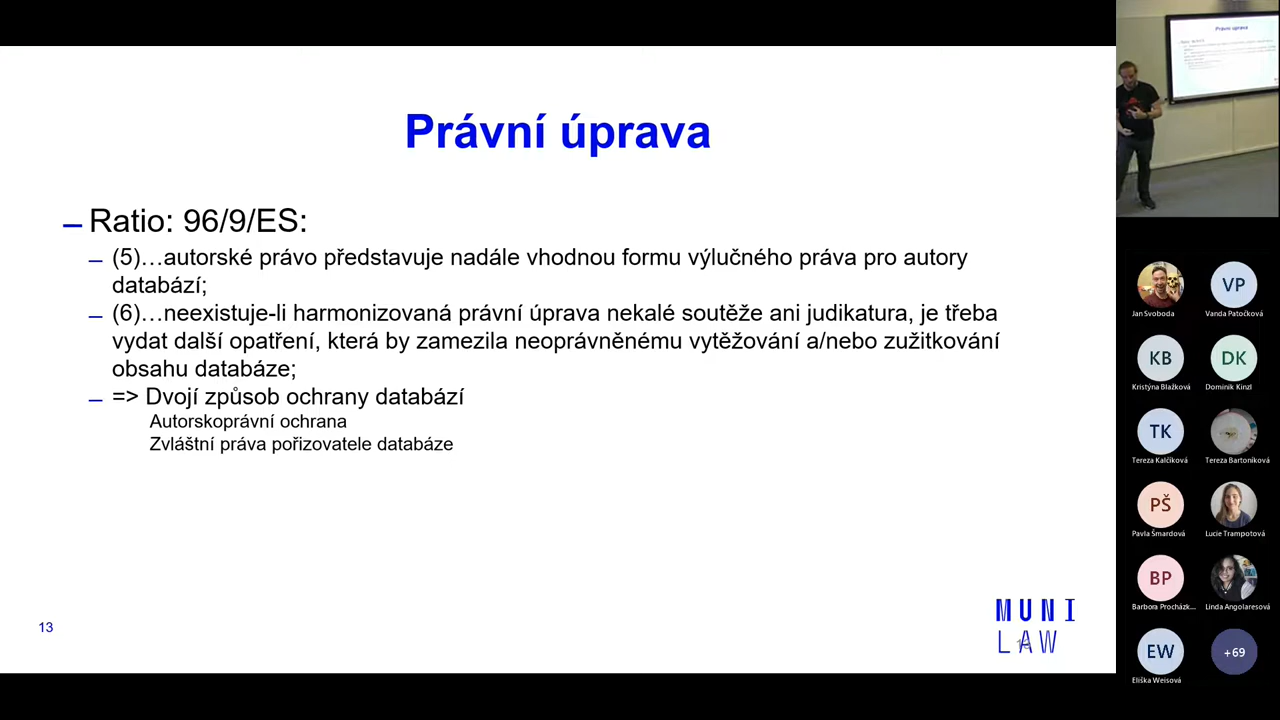 Právní úprava
– Ratio: 96/9/ES:
– (5)…autorské právo představuje nadále vhodnou formu výlučného práva pro autory
databází;
– (6)…neexistuje-li harmonizovaná právní úprava nekalé soutěže ani judikatura, je třeba
vydat další opatření, která by zamezila neoprávněnému vytěžování a/nebo zužitkování
obsahu databáze;
– => Dvojí způsob ochrany databází
Autorskoprávní ochrana
Zvláštní práva pořizovatele databáze
13
MUNI
LAW
Právní úprava
Jan Svoboda
VP
Vanda Patočková
KB
Kristýna Blažková
DK
Dominik Kinzl
TK
Tereza Kalčíková
Tereza Bartoníková
PŠ
Pavla Šmardová
Lucie Trampotová
BP
Barbora Procházk...
Linda Angolaresová
EW
Eliška Weisová
+69